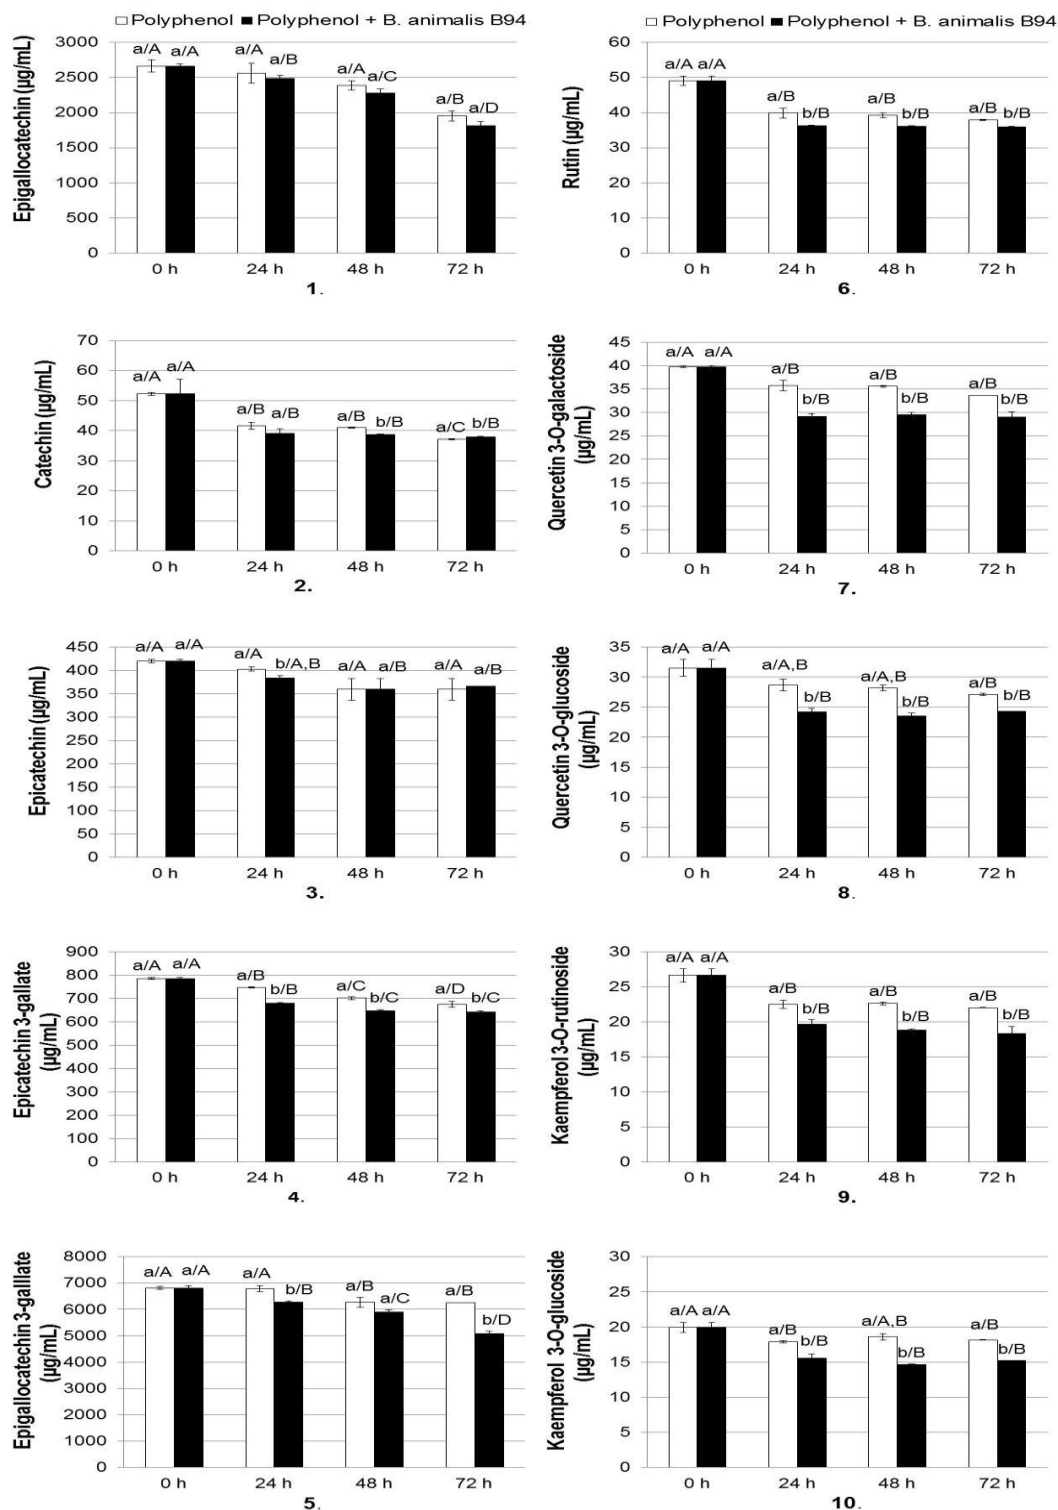 Polyphenol Polyphenol + B. animalis B94
Epigallocatechin (µg/mL)
3000
2500
2000
1500
1000
500
0
a/A a/A a/A a/B a/A a/C a/B a/D
0 h 24 h 48 h 72 h
1.
Catechin (µg/mL)
70
60
50
40
30
20
10
0
a/A a/A a/B a/B a/B b/B a/C b/B
0 h 24 h 48 h 72 h
2.
Epicatechin (µg/mL)
450
400
350
300
250
200
150
100
50
0
a/A a/A a/A b/A,B a/A a/B a/A a/B
0 h 24 h 48 h 72 h
3.
Epicatechin 3-gallate
(µg/mL)
900
800
700
600
500
400
300
200
100
0
a/A a/A a/B b/B a/C b/C a/D b/C
0 h 24 h 48 h 72 h
4.
Epigallocatechin 3-galllate
(µg/mL)
8000
7000
6000
5000
4000
3000
2000
1000
0
a/A a/A a/A b/B a/B a/C a/B b/D
0 h 24 h 48 h 72 h
5.
Polyphenol Polyphenol + B. animalis B94
Rutin (µg/mL)
60
50
40
30
20
10
0
a/A a/A a/B b/B a/B b/B a/B b/B
0 h 24 h 48 h 72 h
6.
Quercetin 3-O-galactoside
(µg/mL)
45
40
35
30
25
20
15
10
5
0
a/A a/A a/B b/B a/B b/B a/B b/B
0 h 24 h 48 h 72 h
7.
Quercetin 3-O-glucoside
(µg/mL)
35
30
25
20
15
10
5
0
a/A a/A a/A,B b/B a/A,B b/B a/B b/B
0 h 24 h 48 h 72 h
8.
Kaempferol 3-O-rutinoside
(µg/mL)
30
25
20
15
10
5
0
a/A a/A a/B b/B a/B b/B a/B b/B
0 h 24 h 48 h 72 h
9.
Kaempferol 3-O-glucoside
(µg/mL)
30
25
20
15
10
5
0
a/A a/A a/B b/B a/A,B b/B a/B b/B
0 h 24 h 48 h 72 h
10.